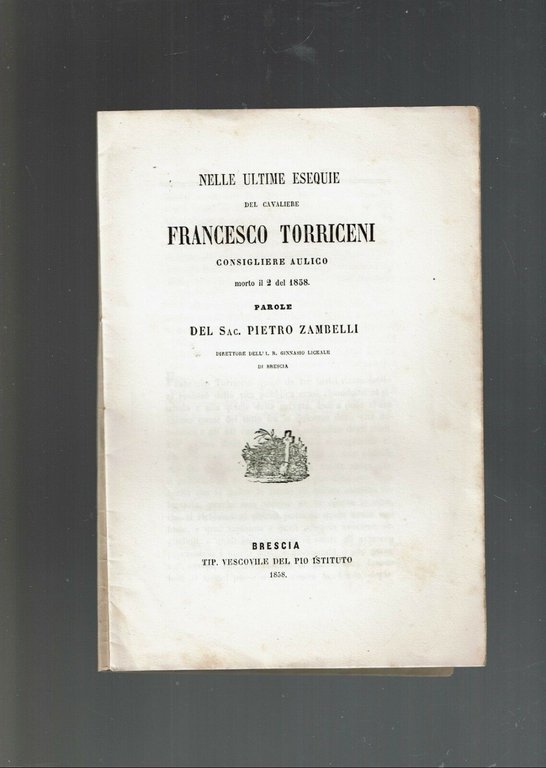 NELLE ULTIME ESEQUIE
DEL CAVALIERE
FRANCESCO TORRICENI
CONSIGLIERE AULICO
morto il 2 del 1858.
PAROLE
DEL SAC. PIETRO ZAMBELLI
DIRETTORE DELL' I. R. GINNASIO LICEALE
DI BRESCIA
BRESCIA
TIP. VESCOVILE DEL PIO ISTITUTO
1858.